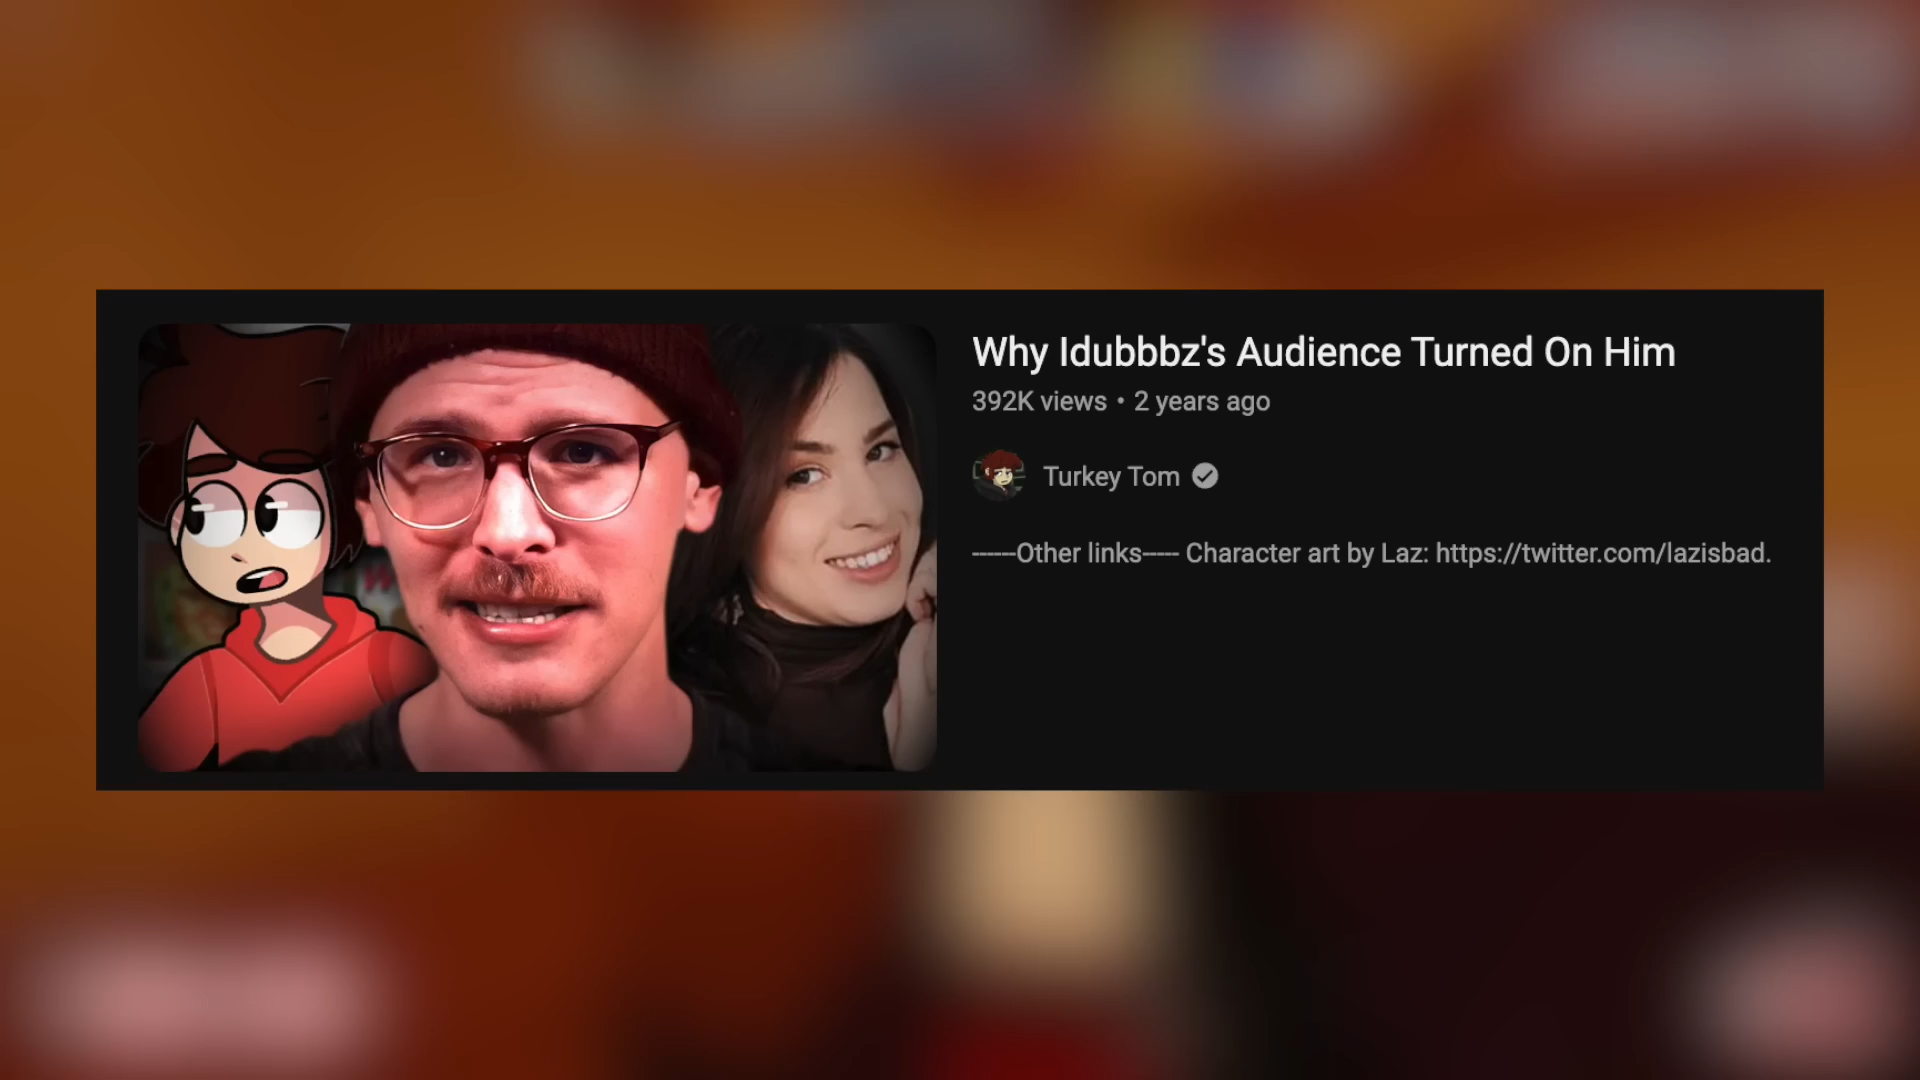 Why Idubbbz's Audience Turned On Him
392K views • 2 years ago
Turkey Tom
------Other links----- Character art by Laz: https://twitter.com/lazisbad.